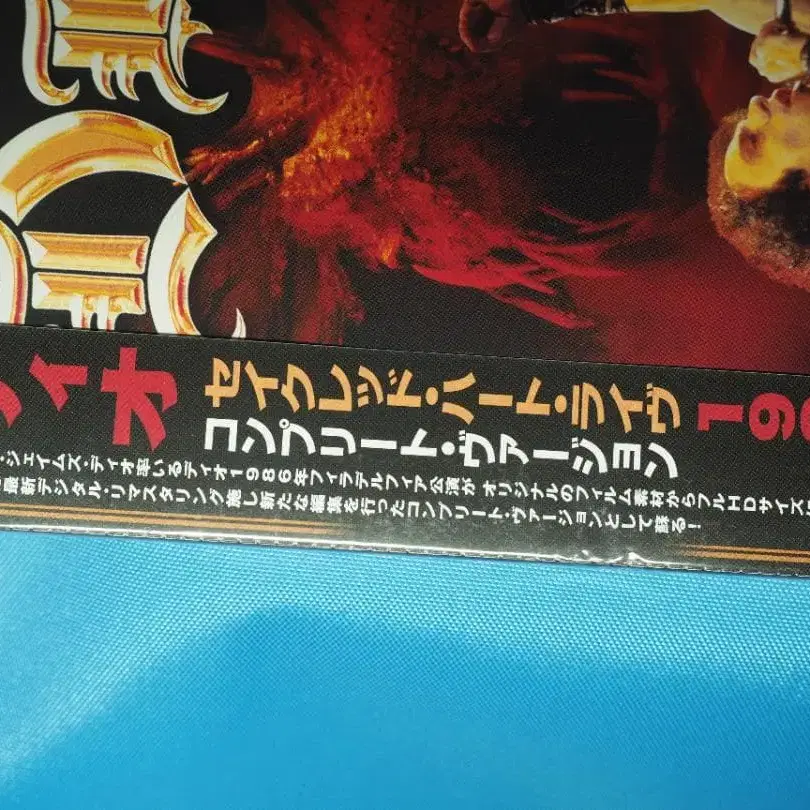 ィオ
セイクレッド・ハート・ライヴ 19
コンプリート・ヴァージョン
・ジェイムズ・ディオ率いるディオ1986年フィラデルフィア公演が オリジナルのフィルム素材からフルHDサイズに
最新デジタル・リマスタリング施し新たな編集を行ったコンプリート・ヴァージョンとして蘇る!